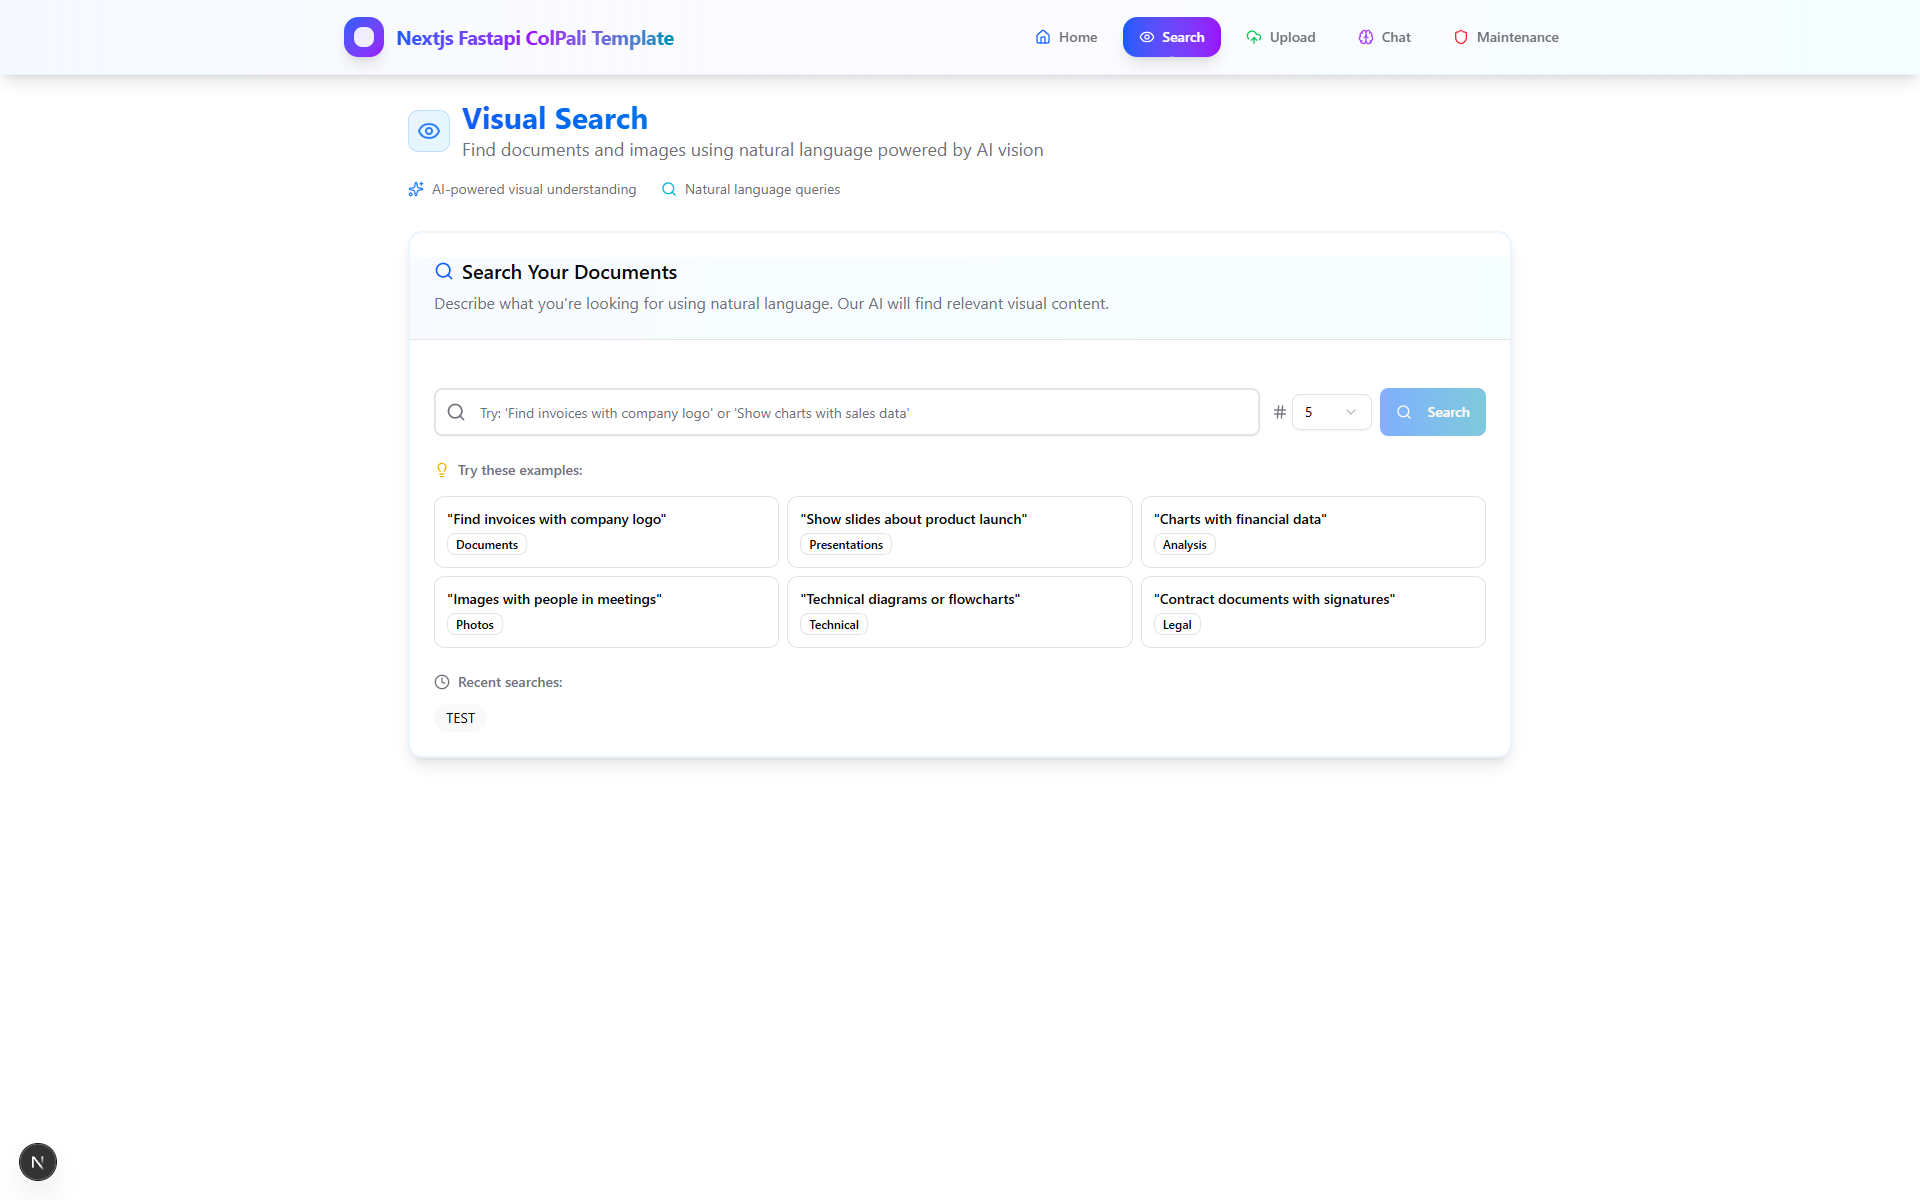 Nextjs Fastapi ColPali Template
Home
Search
Upload
Chat
Maintenance
Visual Search
Find documents and images using natural language powered by AI vision
AI-powered visual understanding
Natural language queries
Search Your Documents
Describe what you're looking for using natural language. Our AI will find relevant visual content.
Try: 'Find invoices with company logo' or 'Show charts with sales data'
# 5
Search
Try these examples:
"Find invoices with company logo"
Documents
"Show slides about product launch"
Presentations
"Charts with financial data"
Analysis
"Images with people in meetings"
Photos
"Technical diagrams or flowcharts"
Technical
"Contract documents with signatures"
Legal
Recent searches:
TEST
N